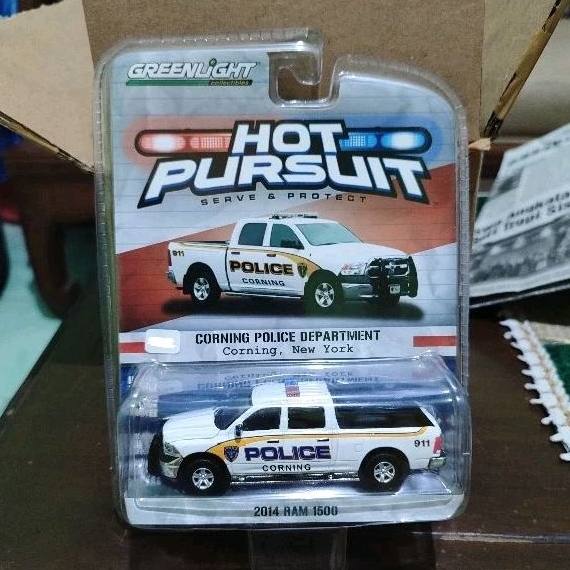 GREENLIGHT
collectibles
HOT
PURSUIT
SERVE & PROTECT
911
POLICE
CORNING
CORNING POLICE DEPARTMENT
Corning, New York
POLICE
CORNING
911
2014 RAM 1500